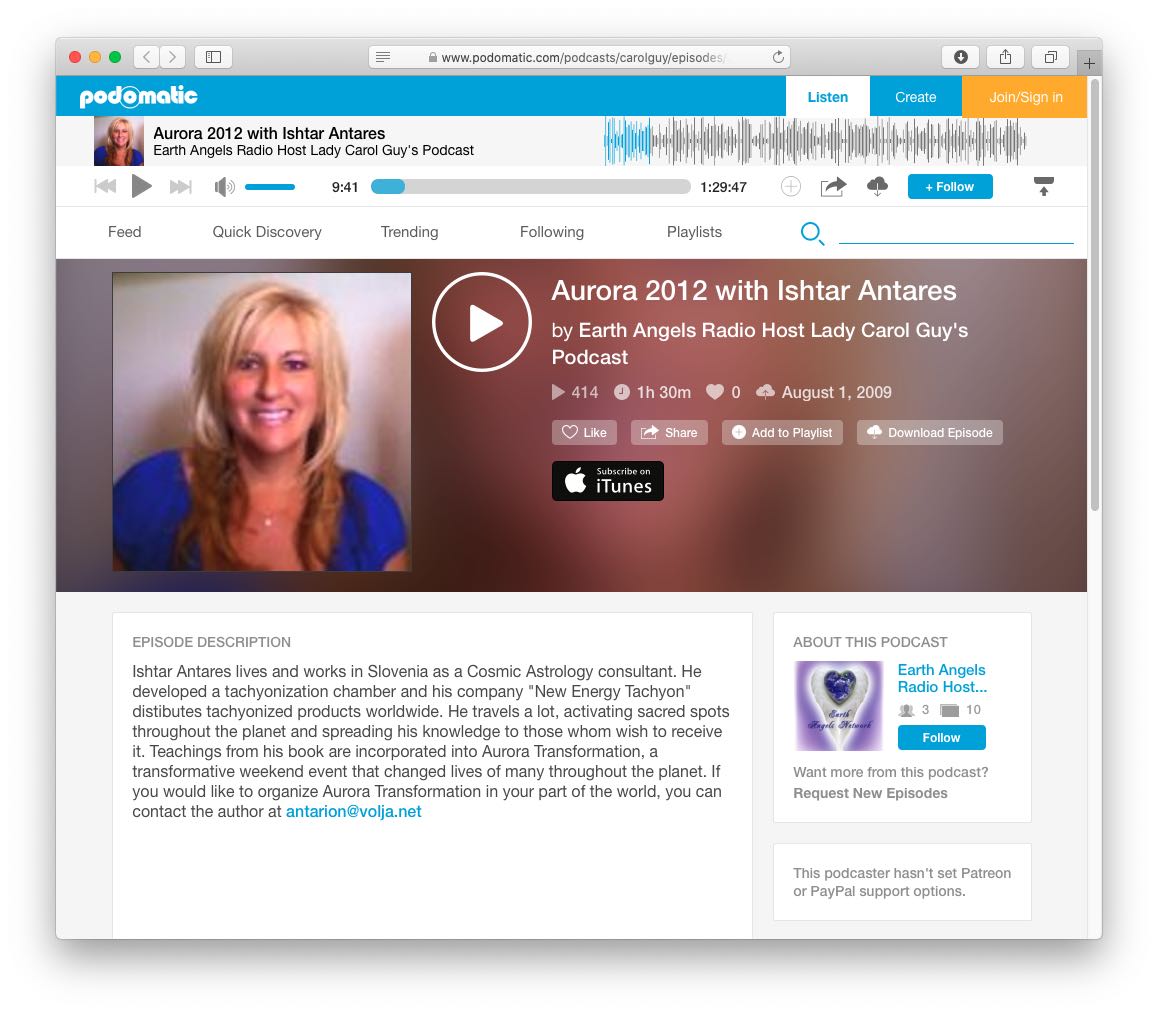 www.podomatic.com/podcasts/carolguy/episodes/
podomatic
Listen
Create
Join/Sign in
Aurora 2012 with Ishtar Antares
Earth Angels Radio Host Lady Carol Guy's Podcast
9:41
1:29:47
+ Follow
Feed
Quick Discovery
Trending
Following
Playlists
Aurora 2012 with Ishtar Antares
by Earth Angels Radio Host Lady Carol Guy's
Podcast
414
1h 30m
0
August 1, 2009
Like
Share
Add to Playlist
Download Episode
Subscribe on
iTunes
EPISODE DESCRIPTION
Ishtar Antares lives and works in Slovenia as a Cosmic Astrology consultant. He
developed a tachyonization chamber and his company "New Energy Tachyon"
distibutes tachyonized products worldwide. He travels a lot, activating sacred spots
throughout the planet and spreading his knowledge to those whom wish to receive
it. Teachings from his book are incorporated into Aurora Transformation, a
transformative weekend event that changed lives of many throughout the planet. If
you would like to organize Aurora Transformation in your part of the world, you can
contact the author at antarion@volja.net
ABOUT THIS PODCAST
Earth
Angels Network
Earth Angels
Radio Host...
3
10
Follow
Want more from this podcast?
Request New Episodes
This podcaster hasn't set Patreon
or PayPal support options.